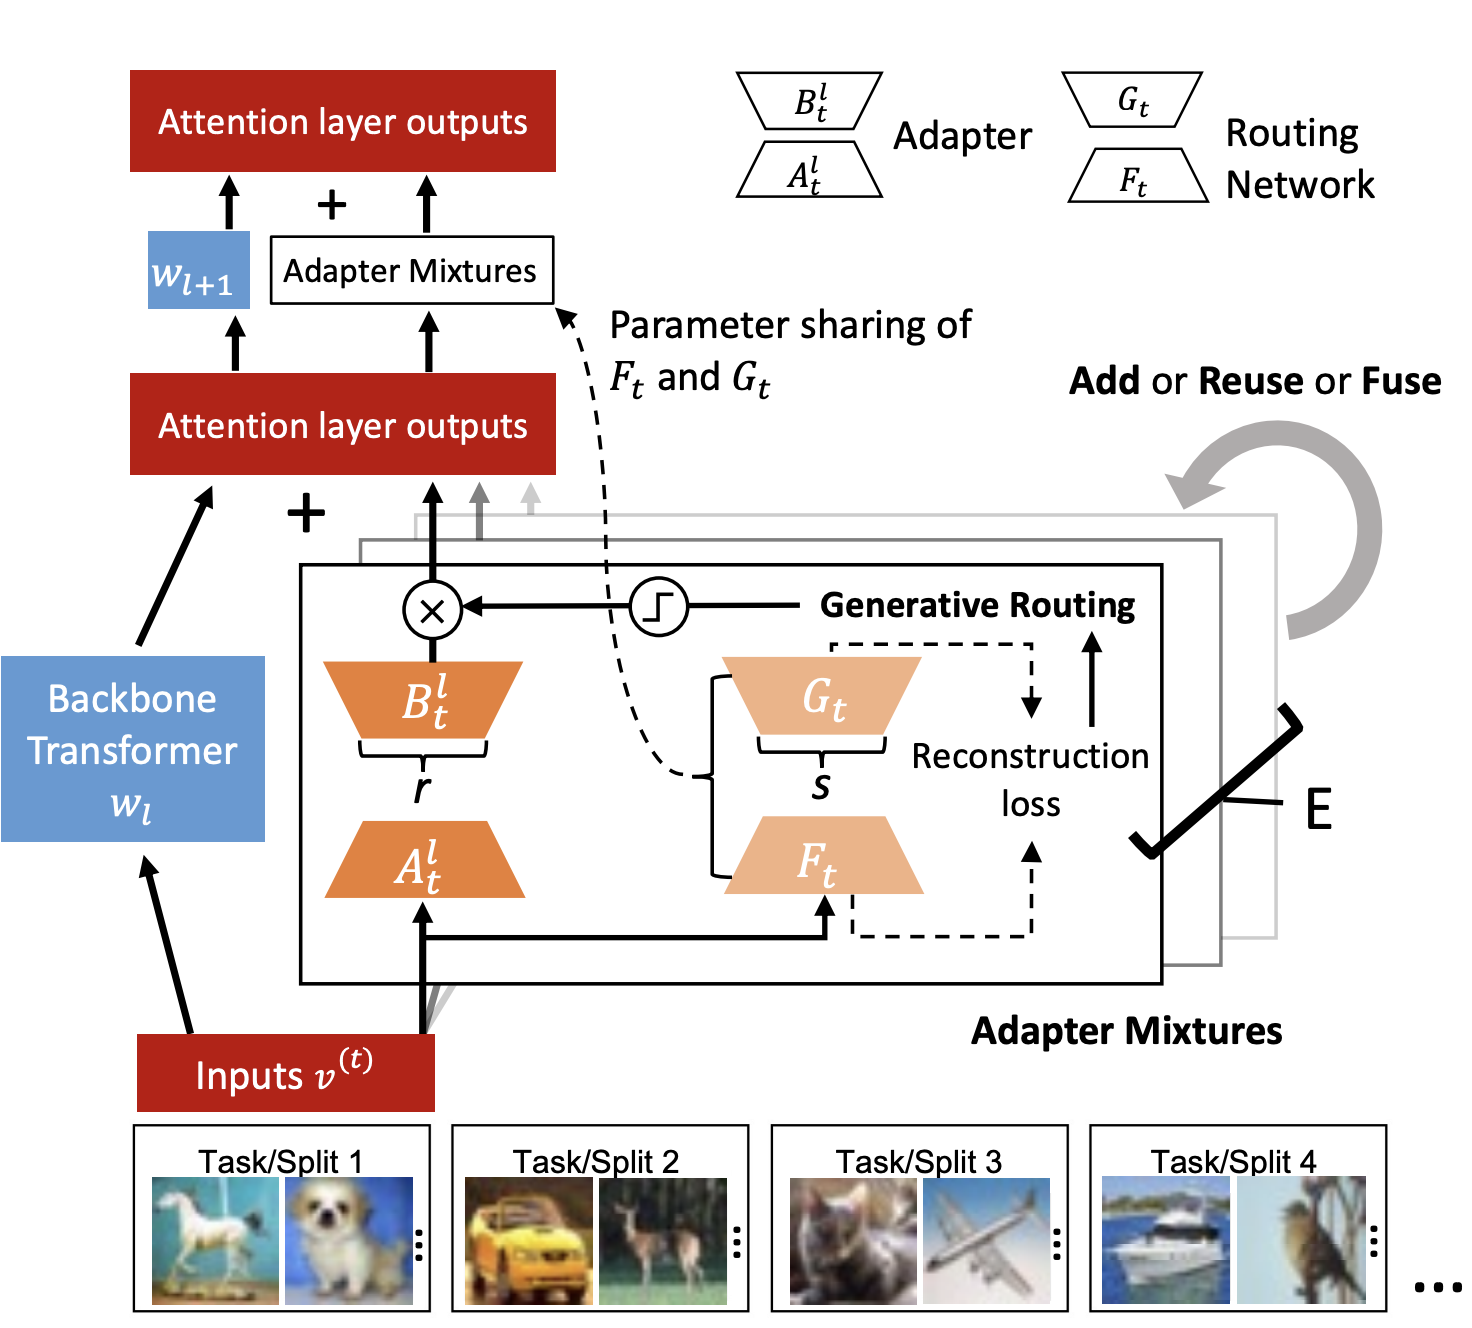 Attention layer outputs
B_t^l
A_t^l
Adapter
G_t
F_t
Routing
Network
+
w_{l+1}
Adapter Mixtures
Parameter sharing of
F_t and G_t
Add or Reuse or Fuse
Attention layer outputs
+
×
Generative Routing
Backbone
Transformer
w_l
B_t^l
r
A_t^l
G_t
s
F_t
Reconstruction
loss
E
Adapter Mixtures
Inputs v^{(t)}
Task/Split 1
Task/Split 2
Task/Split 3
Task/Split 4
...